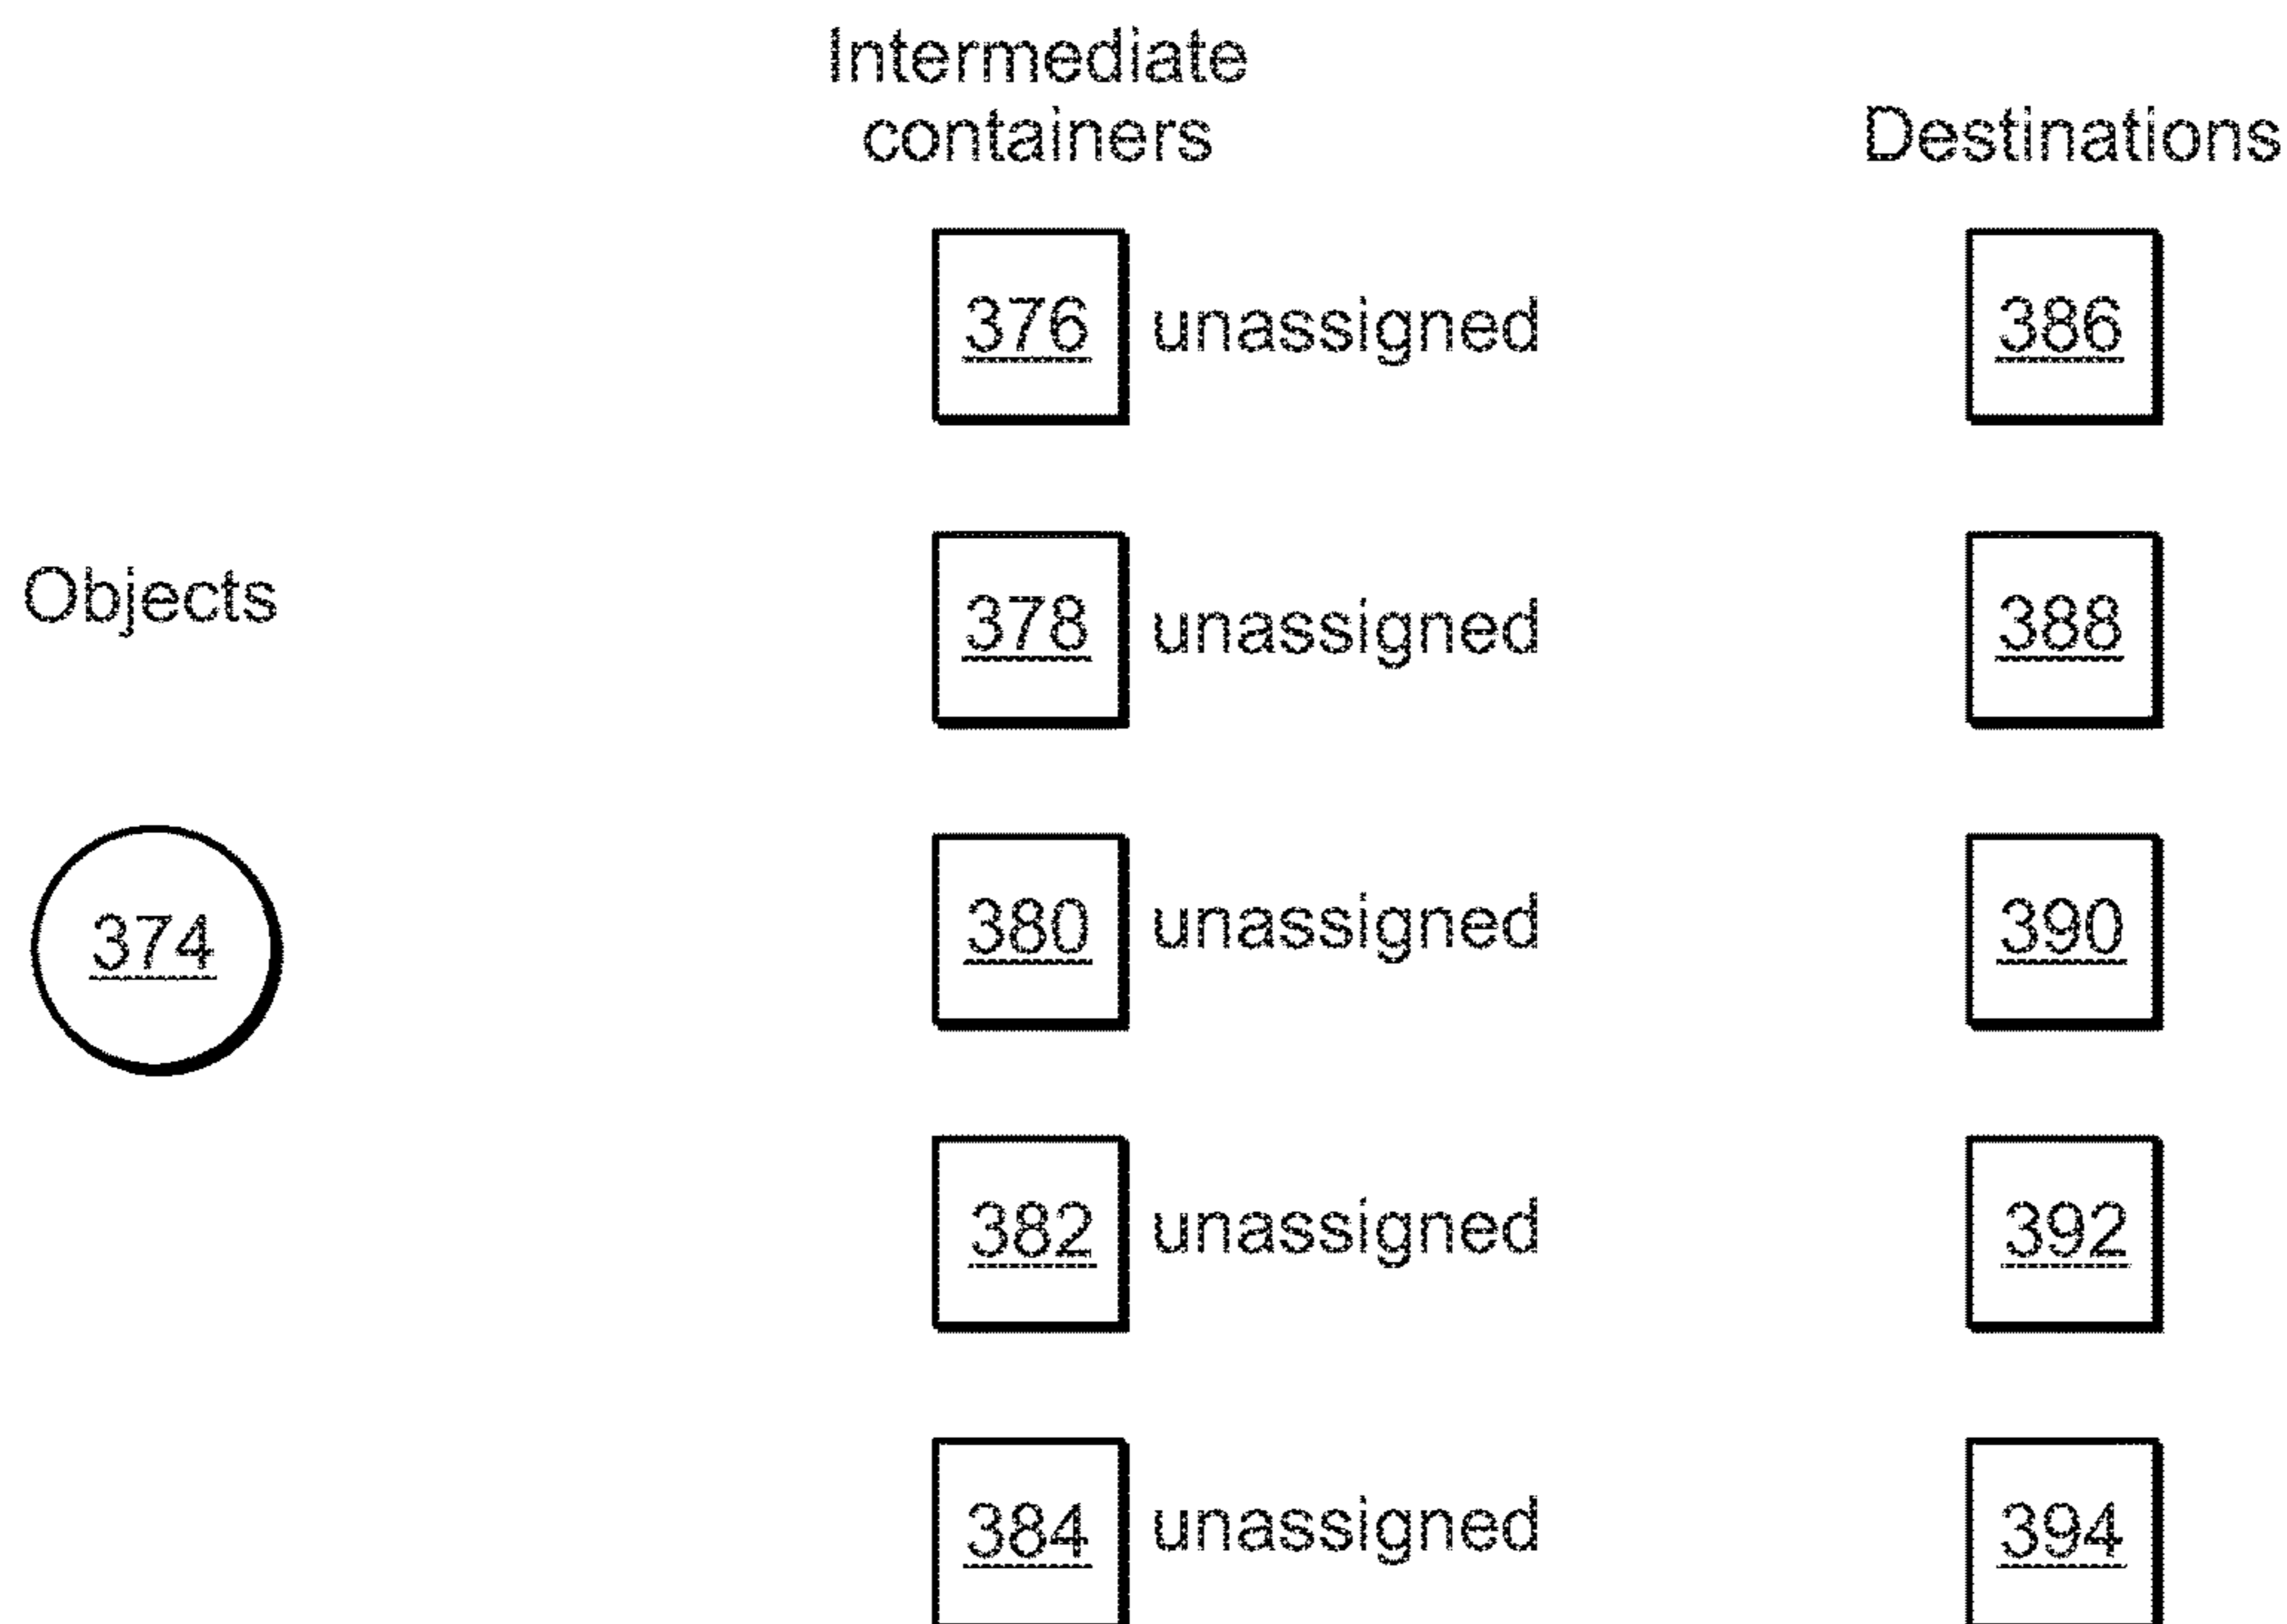 Intermediate
containers
Destinations
376 unassigned
386
Objects
378 unassigned
388
374
380 unassigned
390
382 unassigned
392
384 unassigned
394